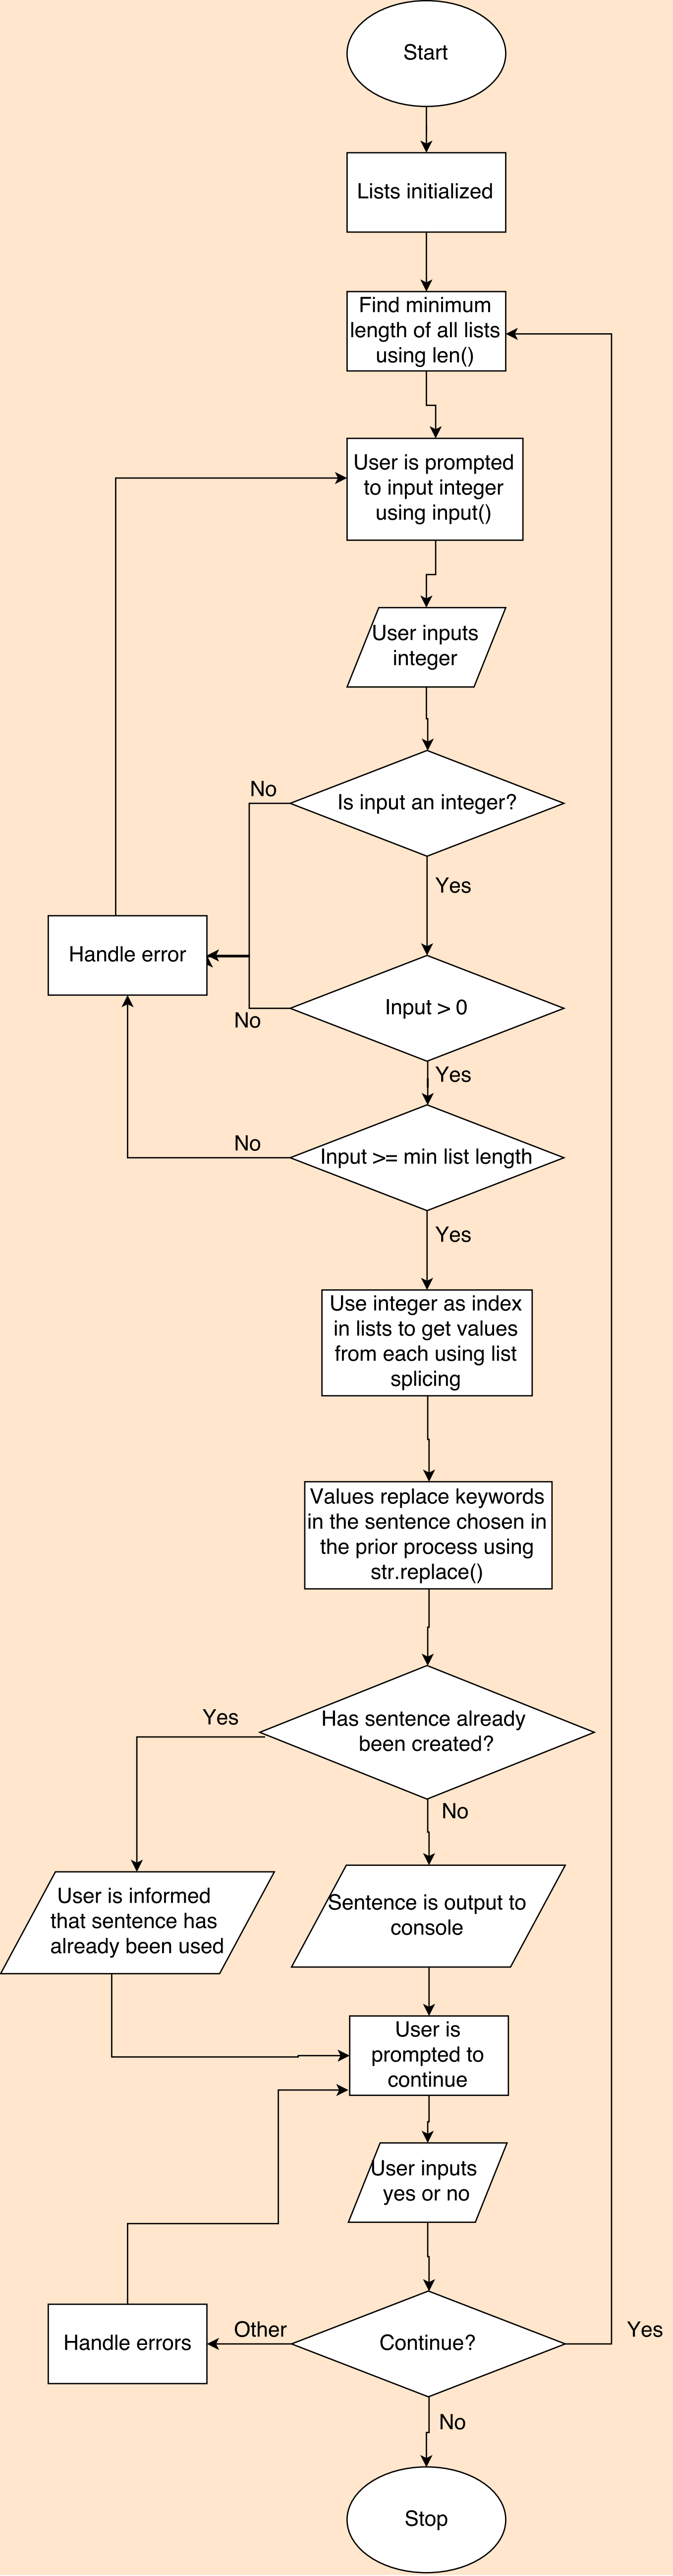 Start
Lists initialized
Find minimum
length of all lists
using len()
User is prompted
to input integer
using input()
User inputs
integer
No
Is input an integer?
Yes
Handle error
Input > 0
No
Yes
No
Input >= min list length
Yes
Use integer as index
in lists to get values
from each using list
splicing
Values replace keywords
in the sentence chosen in
the prior process using
str.replace()
Yes
Has sentence already
been created?
No
User is informed
that sentence has
already been used
Sentence is output to
console
User is
prompted to
continue
User inputs
yes or no
Handle errors
Other
Continue?
Yes
No
Stop